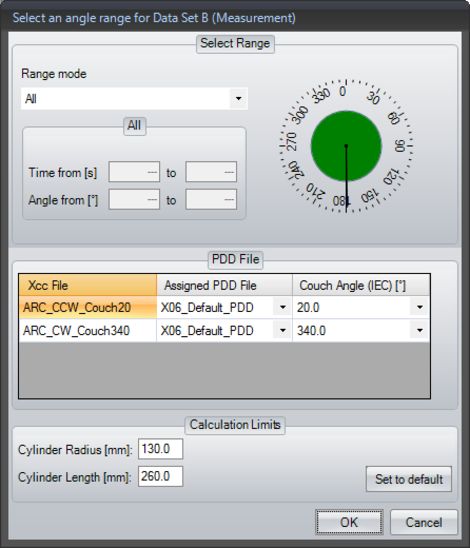 Select an angle range for Data Set B (Measurement)
Select Range
Range mode
All
All
Time from [s] --- to ---
Angle from [°] --- to ---
0 30 60 90 120 150 180 210 240 270 300 330
PDD File
Xcc File Assigned PDD File Couch Angle (IEC) [°]
ARC_CCW_Couch20 X06_Default_PDD 20.0
ARC_CW_Couch340 X06_Default_PDD 340.0
Calculation Limits
Cylinder Radius [mm]: 130.0
Cylinder Length [mm]: 260.0
Set to default
OK Cancel